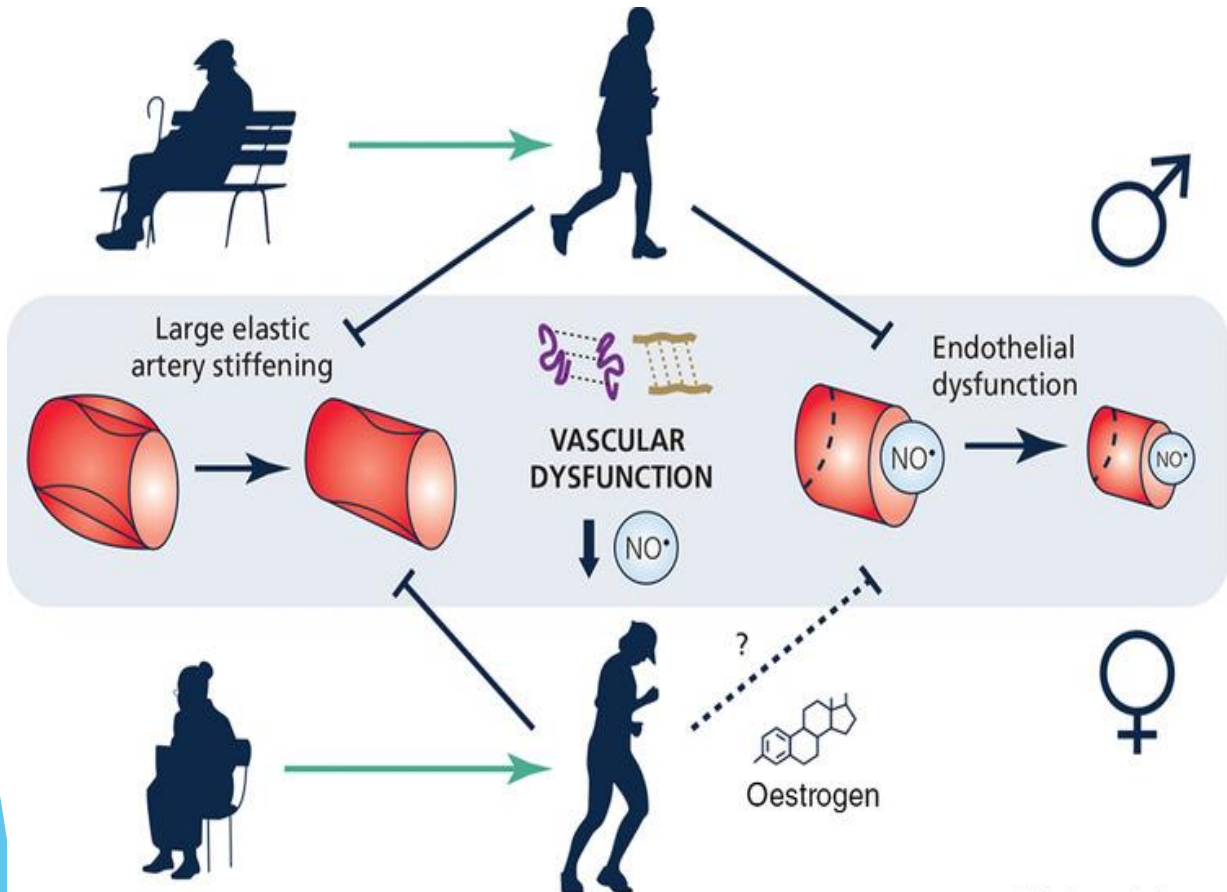 Large elastic
artery stiffening
VASCULAR
DYSFUNCTION
NO•
Endothelial
dysfunction
NO•
NO•
?
Oestrogen